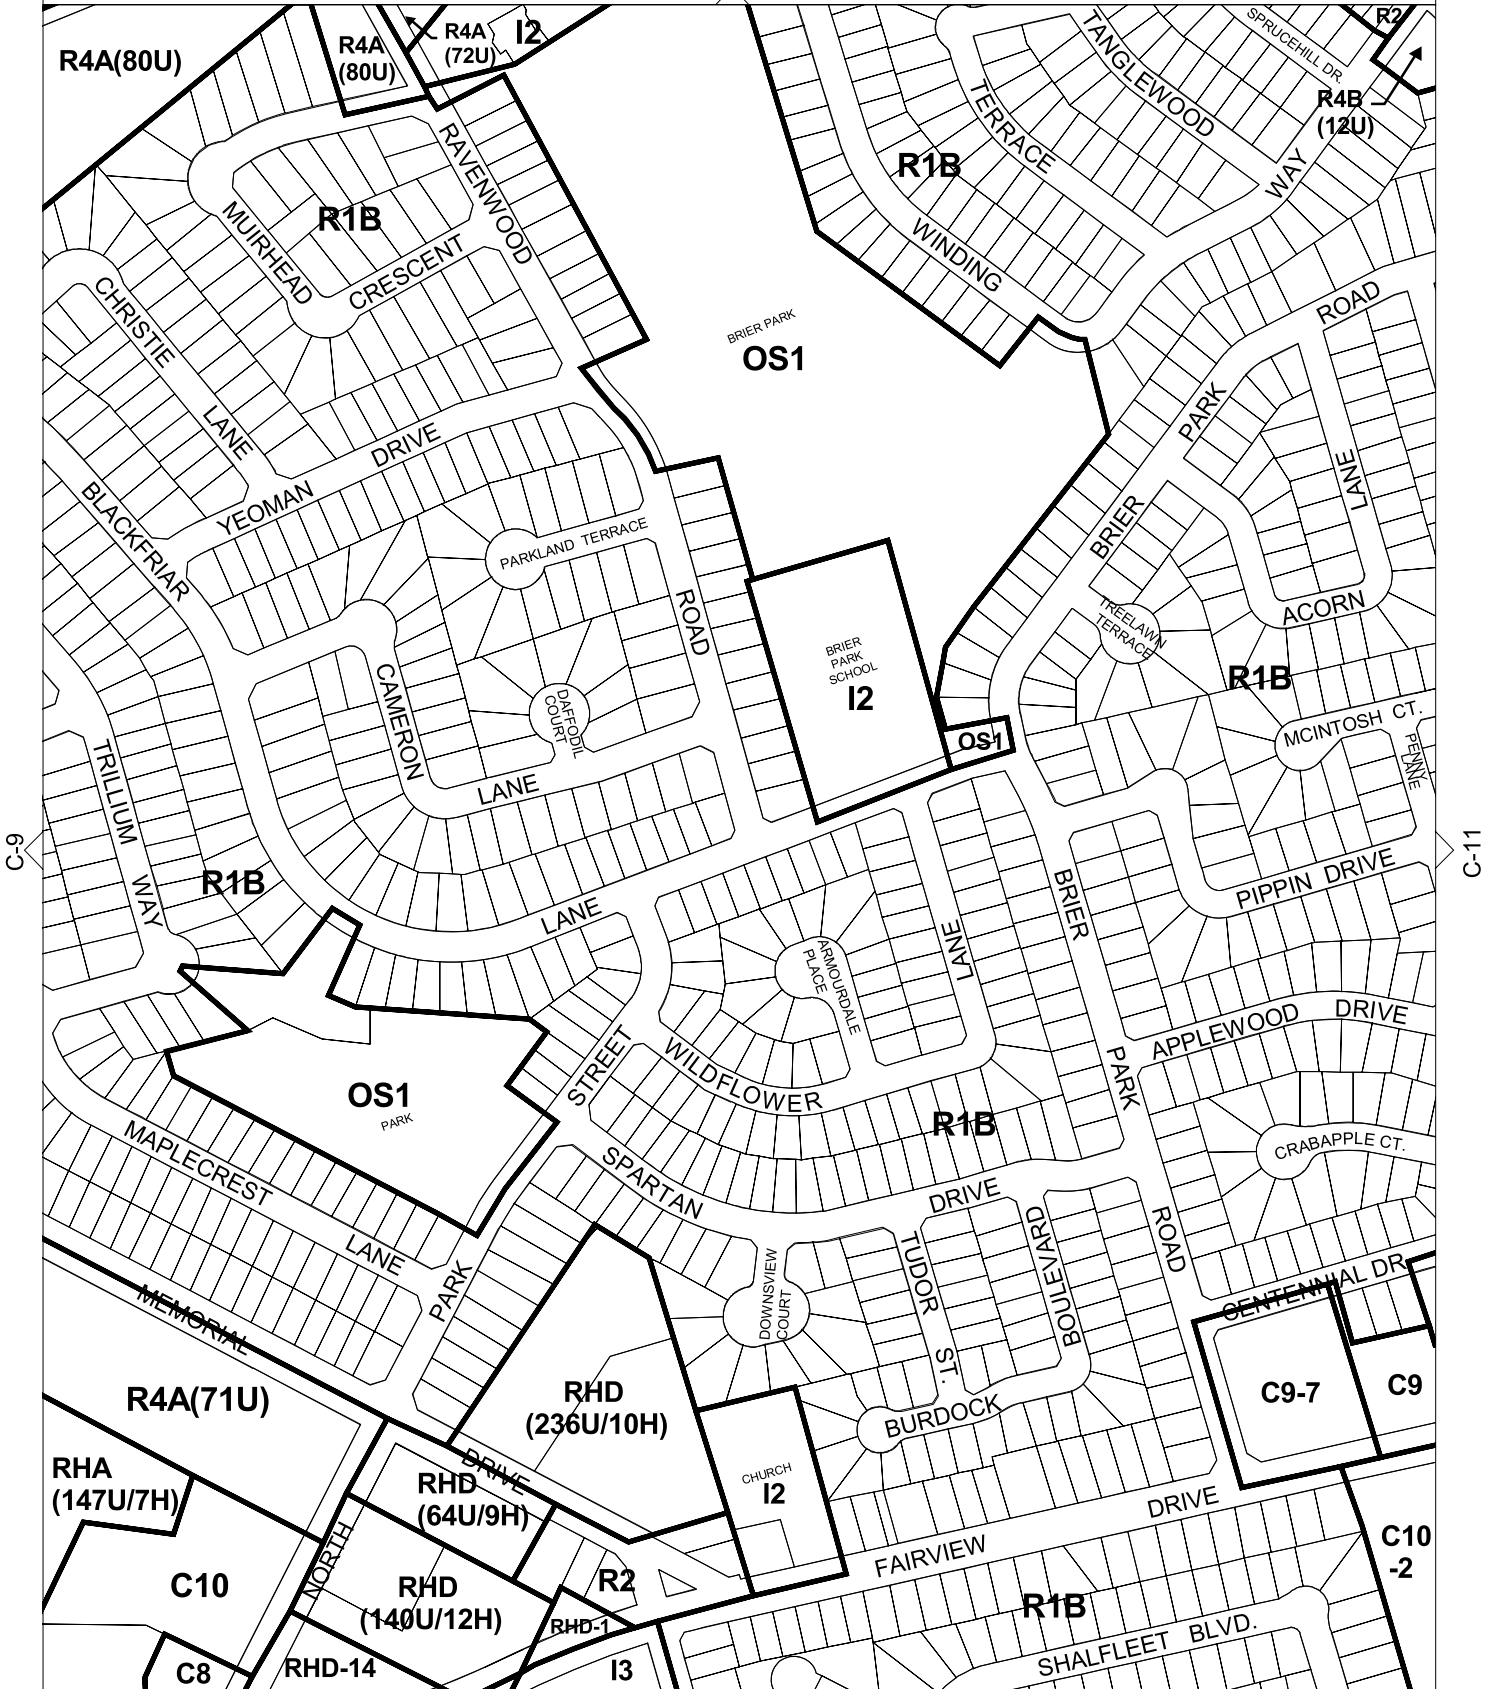 R4A(80U)
R4A
(80U)
R4A
(72U)
I2
R2
R4B
(12U)
SPRUCEHILL DR.
TANGLEWOOD
TERRACE
WAY
R1B
WINDING
RAVENWOOD
R1B
MUIRHEAD
CRESCENT
CHRISTIE
LANE
BRIER PARK
OS1
ROAD
PARK
BRIER
LANE
ACORN
YEOMAN
DRIVE
BLACKFRIAR
PARKLAND TERRACE
ROAD
TREELAWN
TERRACE
R1B
BRIER
PARK
SCHOOL
I2
OS1
MCINTOSH CT.
PENNY
LANE
CAMERON
LANE
DAFFODIL
COURT
TRILLIUM
WAY
C-9
C-11
R1B
LANE
PIPPIN DRIVE
BRIER
PARK
ROAD
LANE
ARMOURDALE
PLACE
APPLEWOOD DRIVE
STREET
WILDFLOWER
R1B
OS1
PARK
MAPLECREST
LANE
CRABAPPLE CT.
SPARTAN
DRIVE
TUDOR
ST.
BOULEVARD
DOWNSVIEW
COURT
PARK
CENTENNIAL DR.
MEMORIAL
DRIVE
R4A(71U)
RHD
(236U/10H)
C9-7
C9
BURDOCK
RHA
(147U/7H)
RHD
(64U/9H)
CHURCH
I2
DRIVE
FAIRVIEW
C10
-2
NORTH
C10
RHD
(140U/12H)
R2
RHD-1
R1B
SHALFLEET BLVD.
C8
RHD-14
I3